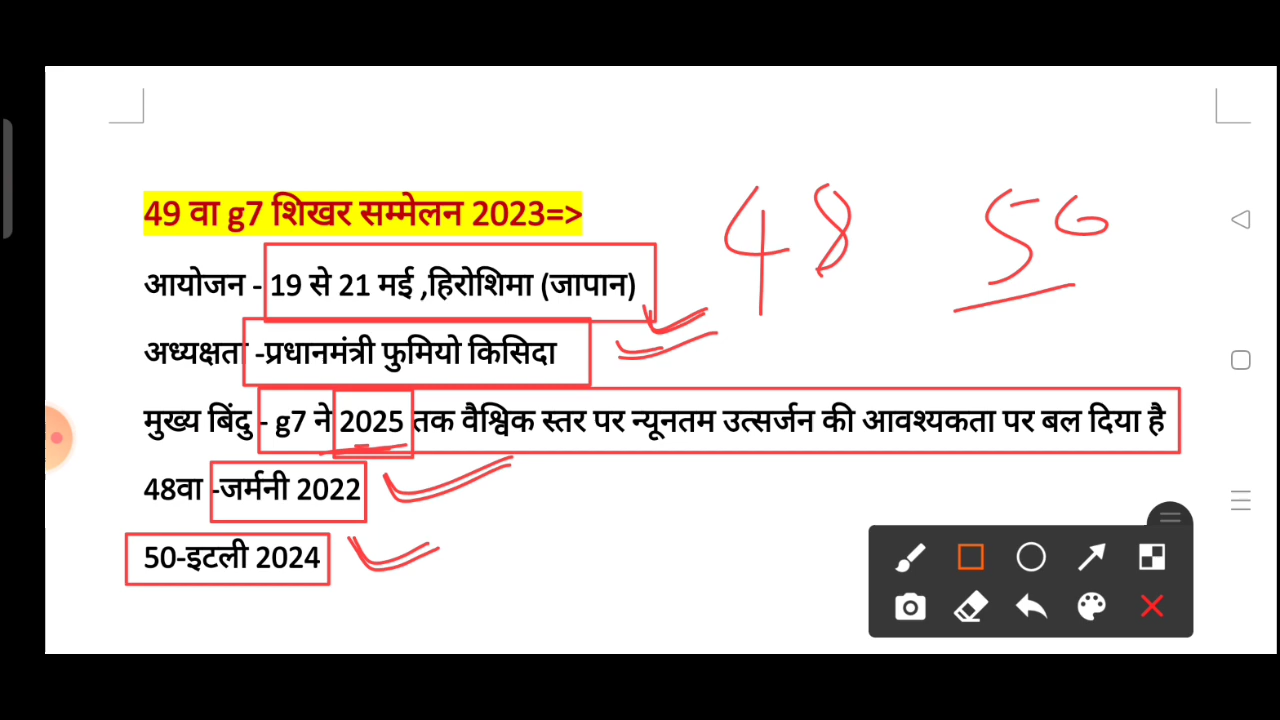 49 वा g7 शिखर सम्मेलन 2023=>
48 50
आयोजन - 19 से 21 मई ,हिरोशिमा (जापान)
अध्यक्षता -प्रधानमंत्री फुमियो किसिदा
मुख्य बिंदु - g7 ने 2025 तक वैश्विक स्तर पर न्यूनतम उत्सर्जन की आवश्यकता पर बल दिया है
48वा -जर्मनी 2022
50-इटली 2024